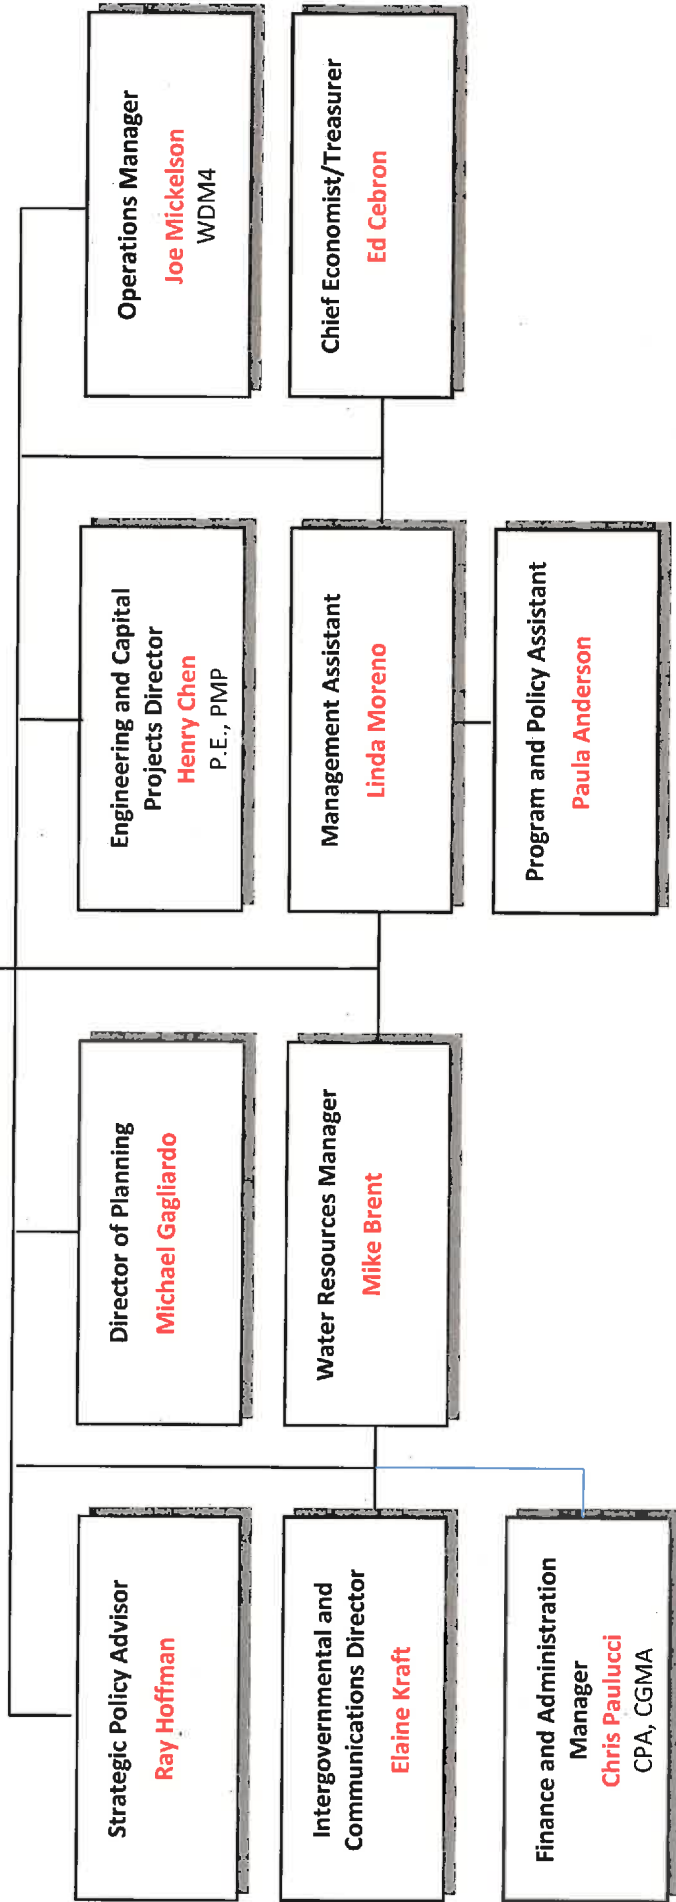 Strategic Policy Advisor
Ray Hoffman
Director of Planning
Michael Gagliardo
Engineering and Capital
Projects Director
Henry Chen
P.E., PMP
Operations Manager
Joe Mickelson
WDM4
Intergovernmental and
Communications Director
Elaine Kraft
Water Resources Manager
Mike Brent
Management Assistant
Linda Moreno
Chief Economist/Treasurer
Ed Cebron
Finance and Administration
Manager
Chris Paulucci
CPA, CGMA
Program and Policy Assistant
Paula Anderson